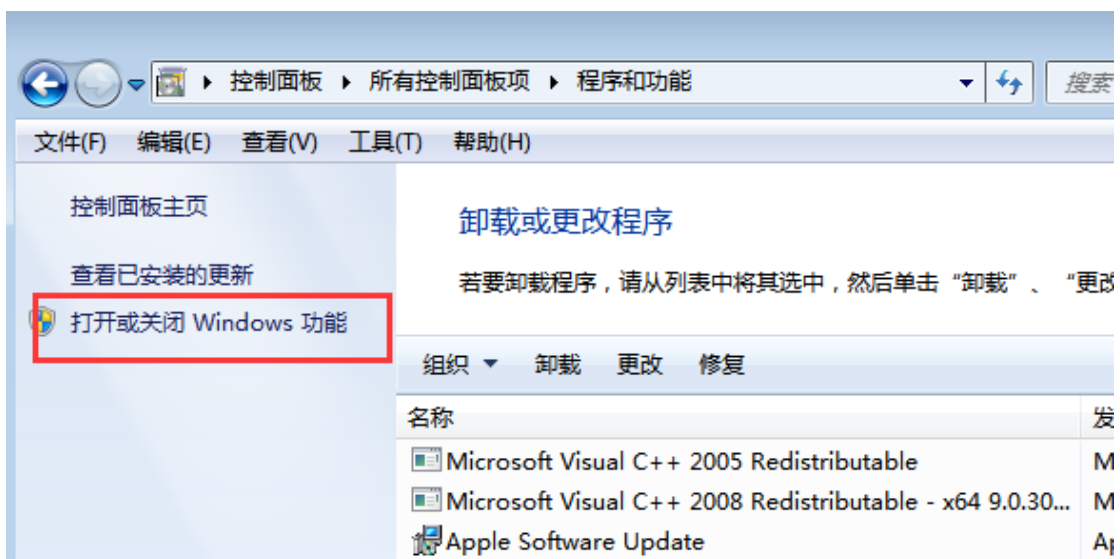 控制面板 所有控制面板项 程序和功能 搜索
文件(F) 编辑(E) 查看(V) 工具(T) 帮助(H)
控制面板主页
卸载或更改程序
查看已安装的更新
若要卸载程序，请从列表中将其选中，然后单击“卸载”、“更改
打开或关闭 Windows 功能
组织 卸载 更改 修复
名称 发
Microsoft Visual C++ 2005 Redistributable M
Microsoft Visual C++ 2008 Redistributable - x64 9.0.30... M
Apple Software Update Ap